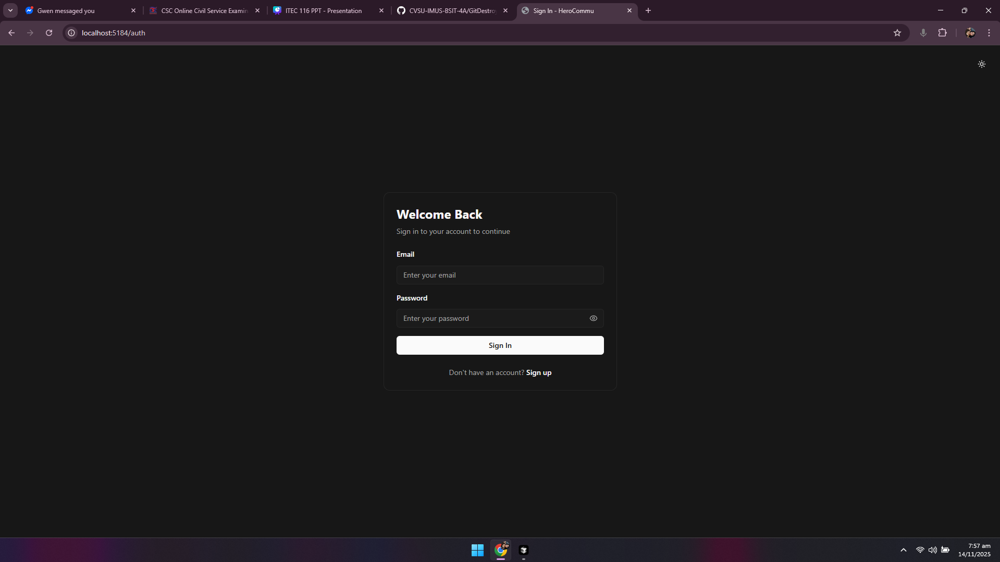 Gwen messaged you
CSC Online Civil Service Examin
ITEC 116 PPT - Presentation
CVSU-IMUS-BSIT-4A/GitDestroy
Sign In - HeroCommu
localhost:5184/auth
Welcome Back
Sign in to your account to continue
Email
Enter your email
Password
Enter your password
Sign In
Don't have an account? Sign up
7:57 am
14/11/2025